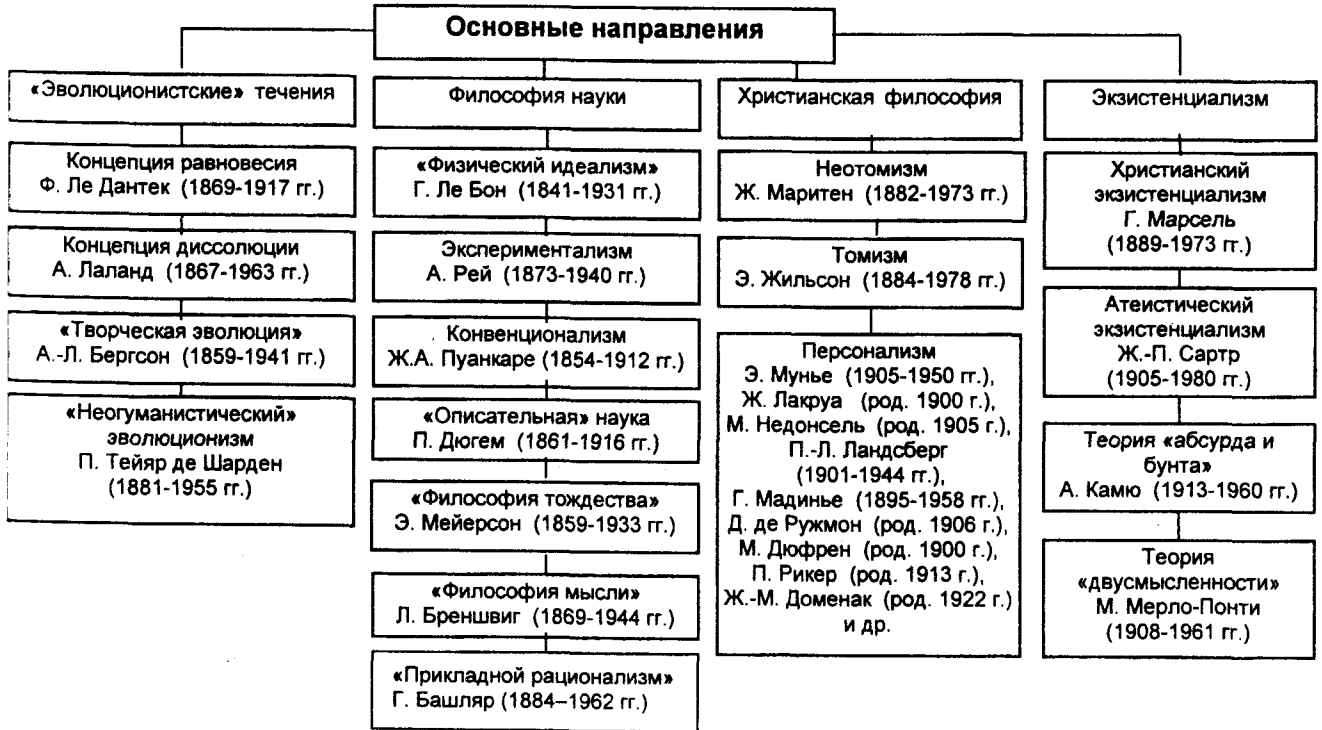 Основные направления
«Эволюционистские» течения
Концепция равновесия
Ф. Ле Дантек (1869-1917 гг.)
Концепция диссолюции
А. Лаланд (1867-1963 гг.)
«Творческая эволюция»
А.-Л. Бергсон (1859-1941 гг.)
«Неогуманистический»
эволюционизм
П. Тейяр де Шарден
(1881-1955 гг.)
Философия науки
«Физический идеализм»
Г. Ле Бон (1841-1931 гг.)
Экспериментализм
А. Рей (1873-1940 гг.)
Конвенционализм
Ж.А. Пуанкаре (1854-1912 гг.)
«Описательная» наука
П. Дюгем (1861-1916 гг.)
«Философия тождества»
Э. Мейерсон (1859-1933 гг.)
«Философия мысли»
Л. Бреншвиг (1869-1944 гг.)
«Прикладной рационализм»
Г. Башляр (1884–1962 гг.)
Христианская философия
Неотомизм
Ж. Маритен (1882-1973 гг.)
Томизм
Э. Жильсон (1884-1978 гг.)
Персонализм
Э. Мунье (1905-1950 гг.),
Ж. Лакруа (род. 1900 г.),
М. Недонсель (род. 1905 г.),
П.-Л. Ландсберг
(1901-1944 гг.),
Г. Мадинье (1895-1958 гг.),
Д. де Ружмон (род. 1906 г.),
М. Дюфрен (род. 1900 г.),
П. Рикер (род. 1913 г.),
Ж.-М. Доменак (род. 1922 г.)
и др.
Экзистенциализм
Христианский
экзистенциализм
Г. Марсель
(1889-1973 гг.)
Атеистический
экзистенциализм
Ж.-П. Сартр
(1905-1980 гг.)
Теория «абсурда и
бунта»
А. Камю (1913-1960 гг.)
Теория
«двусмысленности»
М. Мерло-Понти
(1908-1961 гг.)